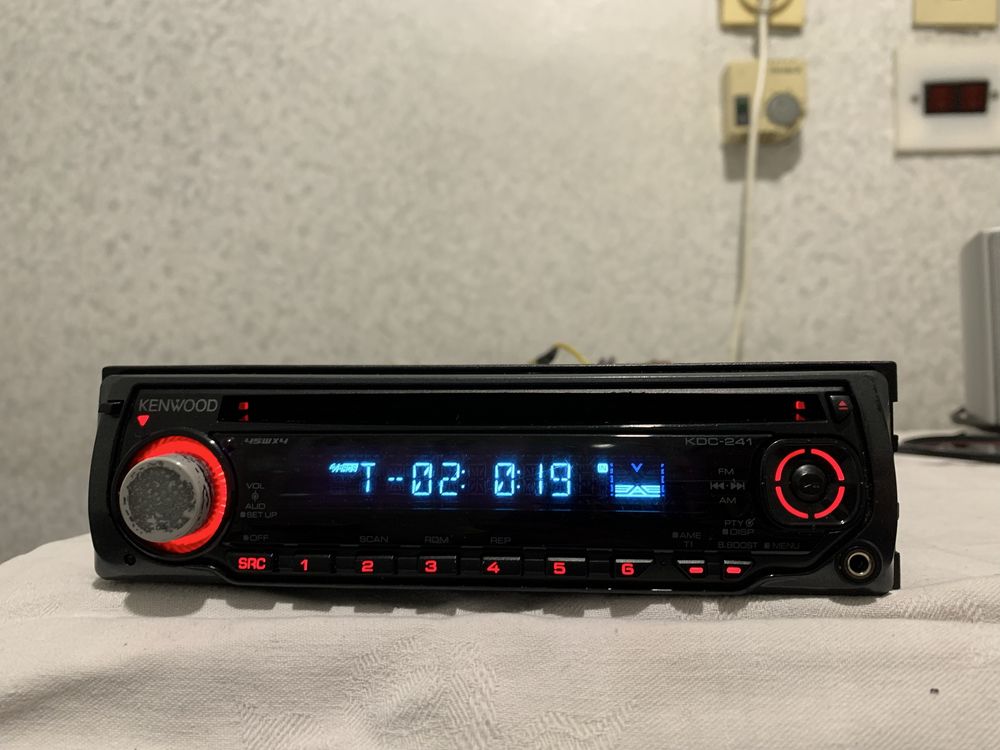 KENWOOD
45WX4
KDC-241
T-02: 0:19
VOL
AUD
SET UP
FM
AM
PTY
DISP
OFF
SCAN
RDM
REP
AME
T1
B.BOOST
MENU
SRC 1 2 3 4 5 6